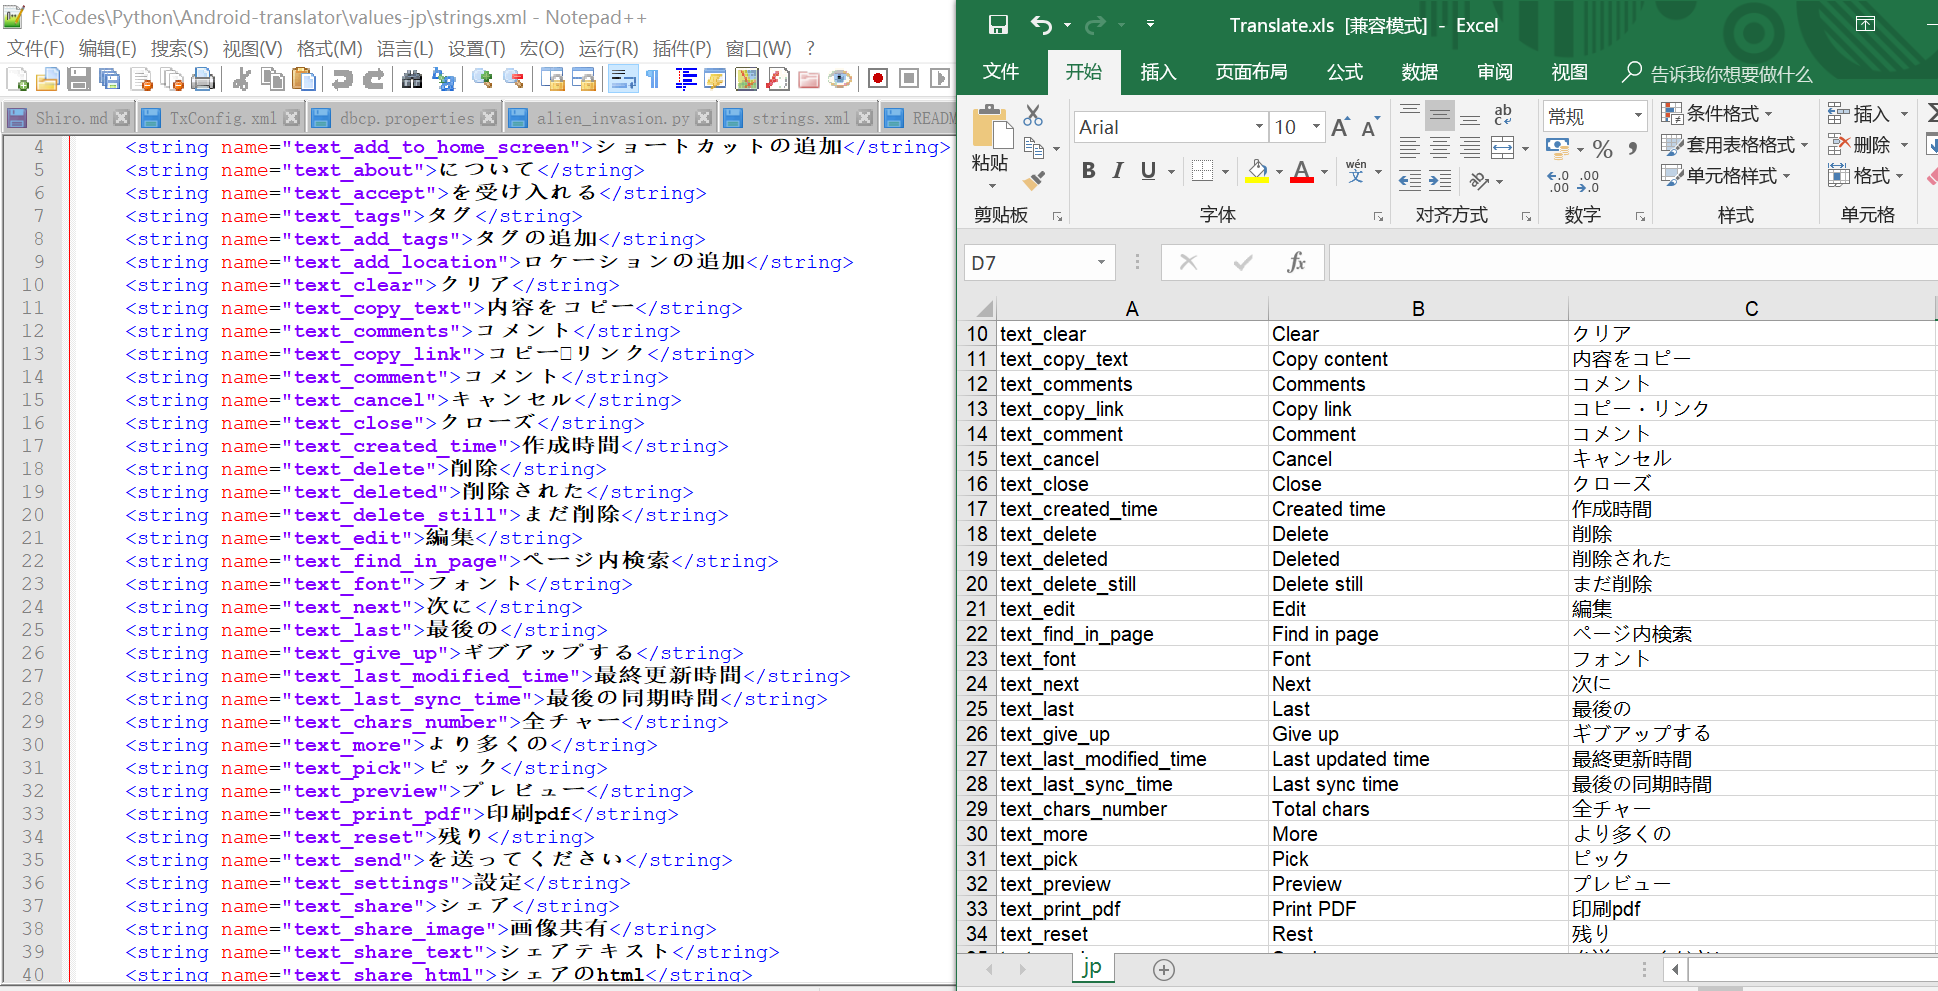 F:\Codes\Python\Android-translator\values-jp\strings.xml - Notepad++
文件(F) 编辑(E) 搜索(S) 视图(V) 格式(M) 语言(L) 设置(T) 宏(O) 运行(R) 插件(P) 窗口(W) ?
Shiro.md TxConfig.xml dbcp.properties alien_invasion.py strings.xml READM
4 <string name="text_add_to_home_screen">ショートカットの追加</string>
5 <string name="text_about">について</string>
6 <string name="text_accept">を受け入れる</string>
7 <string name="text_tags">タグ</string>
8 <string name="text_add_tags">タグの追加</string>
9 <string name="text_add_location">ロケーションの追加</string>
10 <string name="text_clear">クリア</string>
11 <string name="text_copy_text">内容をコピー</string>
12 <string name="text_comments">コメント</string>
13 <string name="text_copy_link">コピー□リンク</string>
14 <string name="text_comment">コメント</string>
15 <string name="text_cancel">キャンセル</string>
16 <string name="text_close">クローズ</string>
17 <string name="text_created_time">作成時間</string>
18 <string name="text_delete">削除</string>
19 <string name="text_deleted">削除された</string>
20 <string name="text_delete_still">まだ削除</string>
21 <string name="text_edit">編集</string>
22 <string name="text_find_in_page">ページ内検索</string>
23 <string name="text_font">フォント</string>
24 <string name="text_next">次に</string>
25 <string name="text_last">最後の</string>
26 <string name="text_give_up">ギブアップする</string>
27 <string name="text_last_modified_time">最終更新時間</string>
28 <string name="text_last_sync_time">最後の同期時間</string>
29 <string name="text_chars_number">全チャー</string>
30 <string name="text_more">より多くの</string>
31 <string name="text_pick">ピック</string>
32 <string name="text_preview">プレビュー</string>
33 <string name="text_print_pdf">印刷pdf</string>
34 <string name="text_reset">残り</string>
35 <string name="text_send">を送ってください</string>
36 <string name="text_settings">設定</string>
37 <string name="text_share">シェア</string>
38 <string name="text_share_image">画像共有</string>
39 <string name="text_share_text">シェアテキスト</string>
40 <string name="text_share_html">シェアのhtml</string>
Translate.xls [兼容模式] - Excel
文件 开始 插入 页面布局 公式 数据 审阅 视图 告诉我你想要做什么
粘贴 Arial 10 常规 条件格式 插入
B I U wén 文 % 套用表格格式 删除
单元格样式 格式
剪贴板 字体 对齐方式 数字 样式 单元格
D7 fx
A B C
10 text_clear Clear クリア
11 text_copy_text Copy content 内容をコピー
12 text_comments Comments コメント
13 text_copy_link Copy link コピー・リンク
14 text_comment Comment コメント
15 text_cancel Cancel キャンセル
16 text_close Close クローズ
17 text_created_time Created time 作成時間
18 text_delete Delete 削除
19 text_deleted Deleted 削除された
20 text_delete_still Delete still まだ削除
21 text_edit Edit 編集
22 text_find_in_page Find in page ページ内検索
23 text_font Font フォント
24 text_next Next 次に
25 text_last Last 最後の
26 text_give_up Give up ギブアップする
27 text_last_modified_time Last updated time 最終更新時間
28 text_last_sync_time Last sync time 最後の同期時間
29 text_chars_number Total chars 全チャー
30 text_more More より多くの
31 text_pick Pick ピック
32 text_preview Preview プレビュー
33 text_print_pdf Print PDF 印刷pdf
34 text_reset Rest 残り
jp